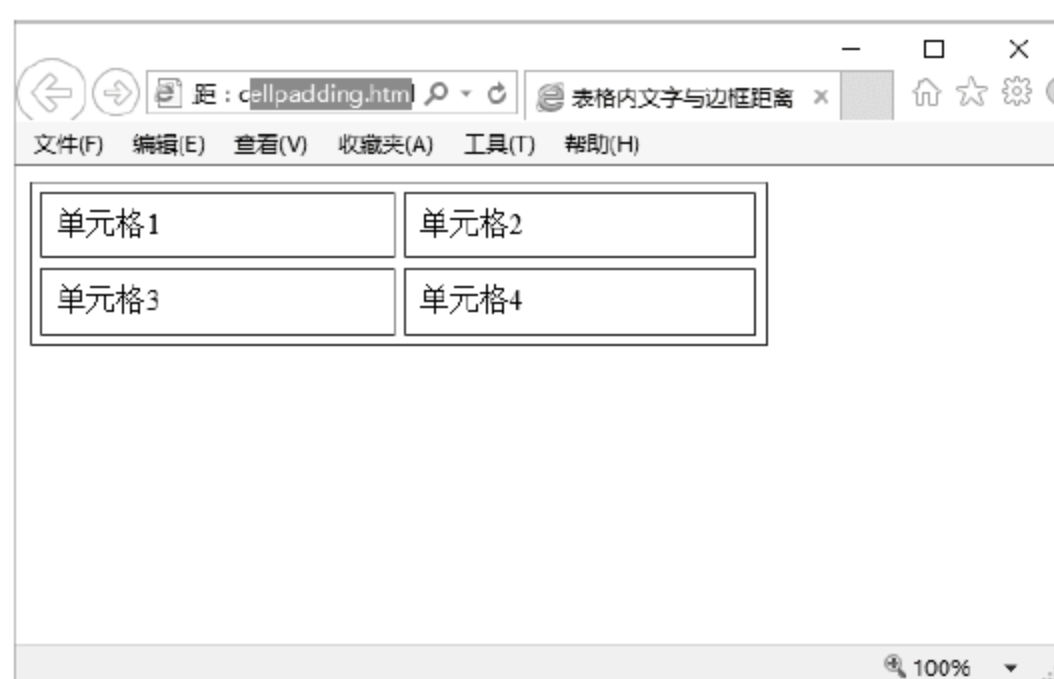 距：cellpadding.html 表格内文字与边框距离
文件(F) 编辑(E) 查看(V) 收藏夹(A) 工具(T) 帮助(H)
单元格1 单元格2
单元格3 单元格4
100%